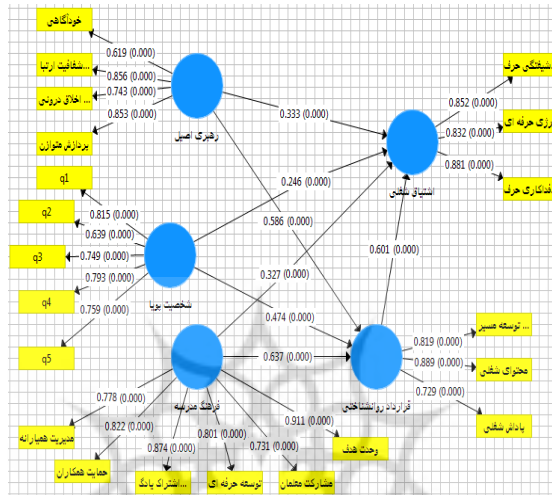 خودآگاهی
0.619 (0.000)
شفافیت ارتبا...
0.856 (0.000)
اخلاق درونی ...
0.743 (0.000)
0.853 (0.000)
پردازش متوازن
رهبری اصیل
0.333 (0.000)
0.586 (0.000)
شیفتگی حرف...
0.852 (0.000)
0.832 (0.000)
0.881 (0.000)
فداکاری حرف...
اشتیاق شغلی
q1
0.815 (0.000)
q2
0.639 (0.000)
q3
0.749 (0.000)
q4
0.793 (0.000)
q5
0.759 (0.000)
شخصیت پویا
0.246 (0.000)
0.474 (0.000)
0.601 (0.000)
0.327 (0.000)
0.637 (0.000)
فرهنگ مدرسه
قرارداد روانشناختی
توسعه مسیر ...
0.819 (0.000)
محتوای شغلی
0.889 (0.000)
0.729 (0.000)
پاداش شغلی
0.778 (0.000)
مدیریت همیارانه
0.822 (0.000)
حمایت همکاران
0.874 (0.000)
اشتراک یادگ...
0.801 (0.000)
توسعه حرفه ای
0.731 (0.000)
مشارکت معلمان
0.911 (0.000)
وحدت هدف